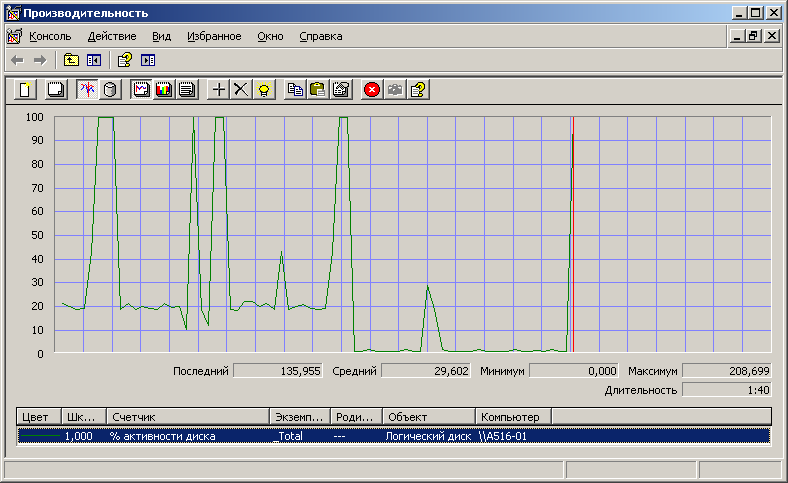 Производительность
Консоль Действие Вид Избранное Окно Справка
100
90
80
70
60
50
40
30
20
10
0
Последний 135,955 Средний 29,602 Минимум 0,000 Максимум 208,699
Длительность 1:40
Цвет Шк... Счетчик Экземп... Роди... Объект Компьютер
1,000 % активности диска _Total --- Логический диск \\A516-01